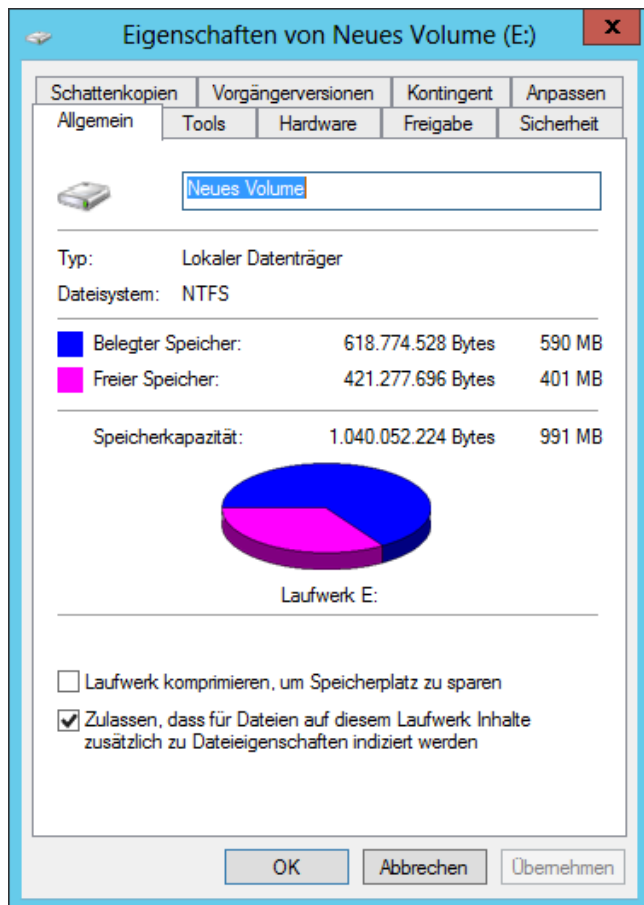 Eigenschaften von Neues Volume (E:)
x
Schattenkopien Vorgängerversionen Kontingent Anpassen
Allgemein Tools Hardware Freigabe Sicherheit
Neues Volume
Typ: Lokaler Datenträger
Dateisystem: NTFS
Belegter Speicher: 618.774.528 Bytes 590 MB
Freier Speicher: 421.277.696 Bytes 401 MB
Speicherkapazität: 1.040.052.224 Bytes 991 MB
Laufwerk E:
Laufwerk komprimieren, um Speicherplatz zu sparen
Zulassen, dass für Dateien auf diesem Laufwerk Inhalte
zusätzlich zu Dateieigenschaften indiziert werden
OK Abbrechen Übernehmen